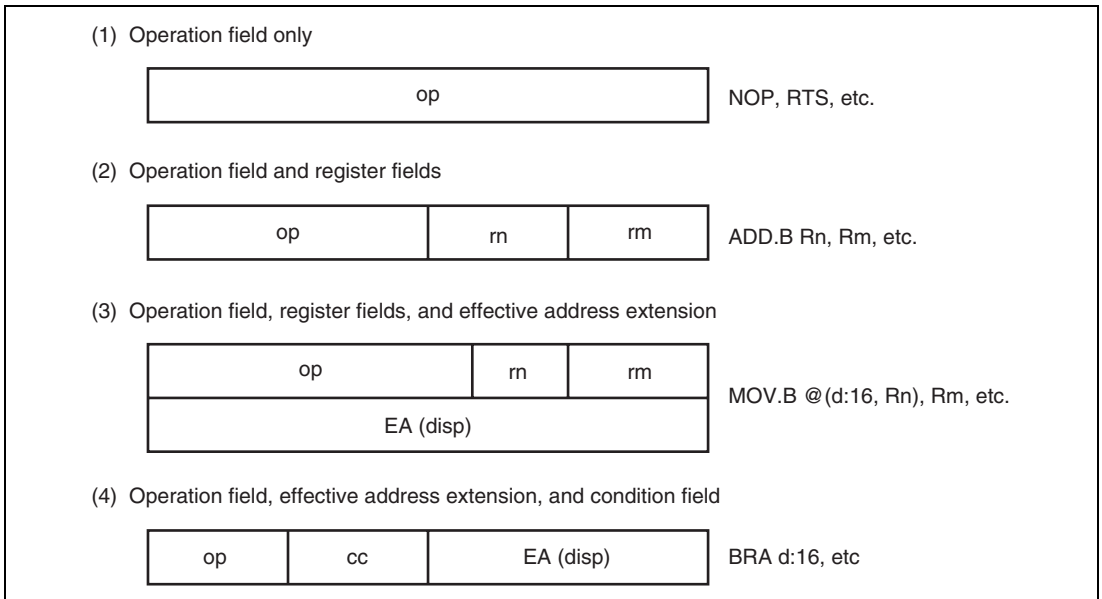 (1) Operation field only
op
NOP, RTS, etc.
(2) Operation field and register fields
op rn rm
ADD.B Rn, Rm, etc.
(3) Operation field, register fields, and effective address extension
op rn rm
EA (disp)
MOV.B @(d:16, Rn), Rm, etc.
(4) Operation field, effective address extension, and condition field
op cc EA (disp)
BRA d:16, etc